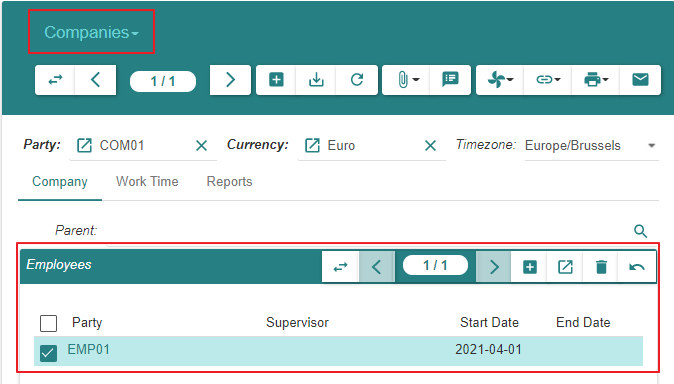 Companies
1 / 1
Party: COM01 Currency: Euro Timezone: Europe/Brussels
Company Work Time Reports
Parent:
Employees 1 / 1
Party Supervisor Start Date End Date
EMP01 2021-04-01